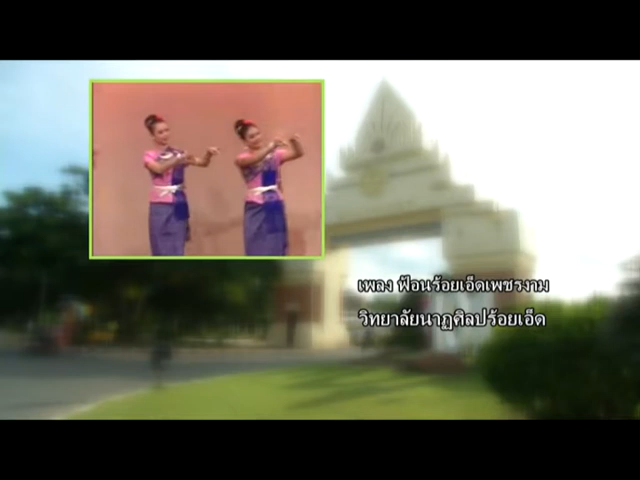 เพลง ฟ้อนร้อยเอ็ดเพชรงาม
วิทยาลัยนาฏศิลปร้อยเอ็ด